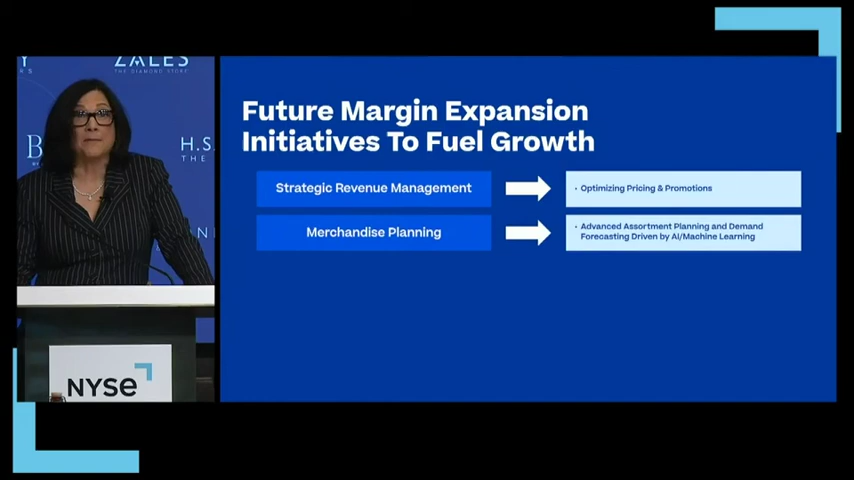 Y
RS
ZALES
THE DIAMOND STORE
B
H.S
THE
NYSE
Future Margin Expansion
Initiatives To Fuel Growth
Strategic Revenue Management
• Optimizing Pricing & Promotions
Merchandise Planning
• Advanced Assortment Planning and Demand
Forecasting Driven by AI/Machine Learning